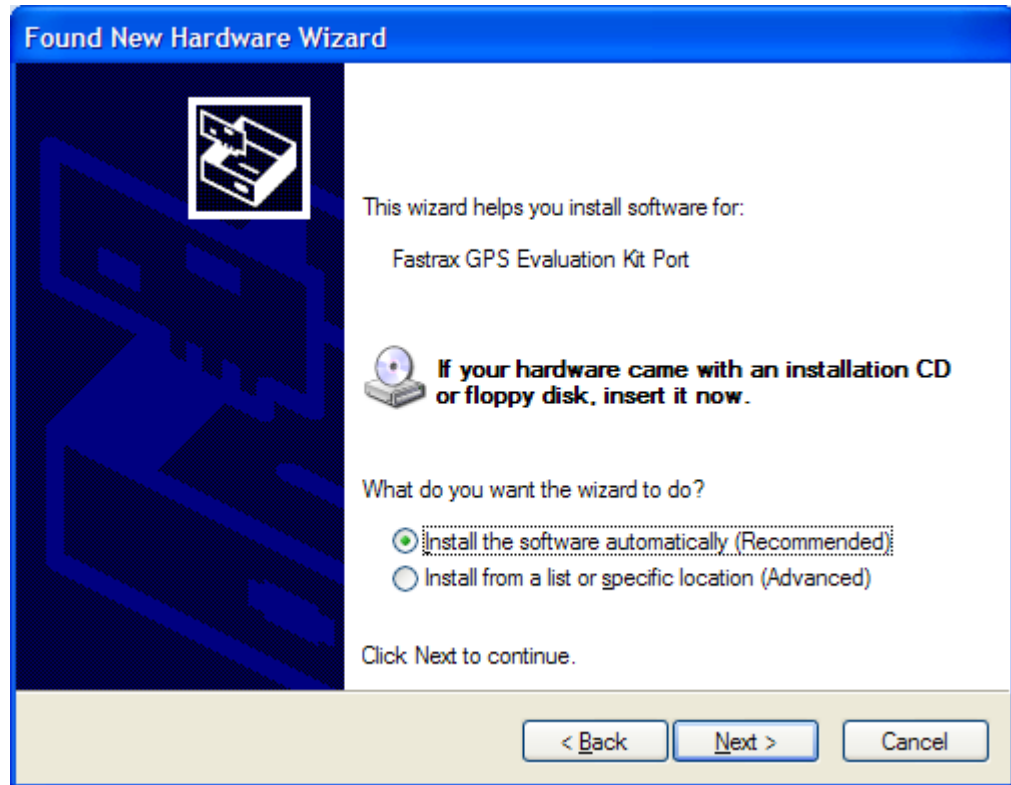 Found New Hardware Wizard
This wizard helps you install software for:
Fastrax GPS Evaluation Kit Port
If your hardware came with an installation CD
or floppy disk, insert it now.
What do you want the wizard to do?
Install the software automatically (Recommended)
Install from a list or specific location (Advanced)
Click Next to continue.
< Back Next > Cancel